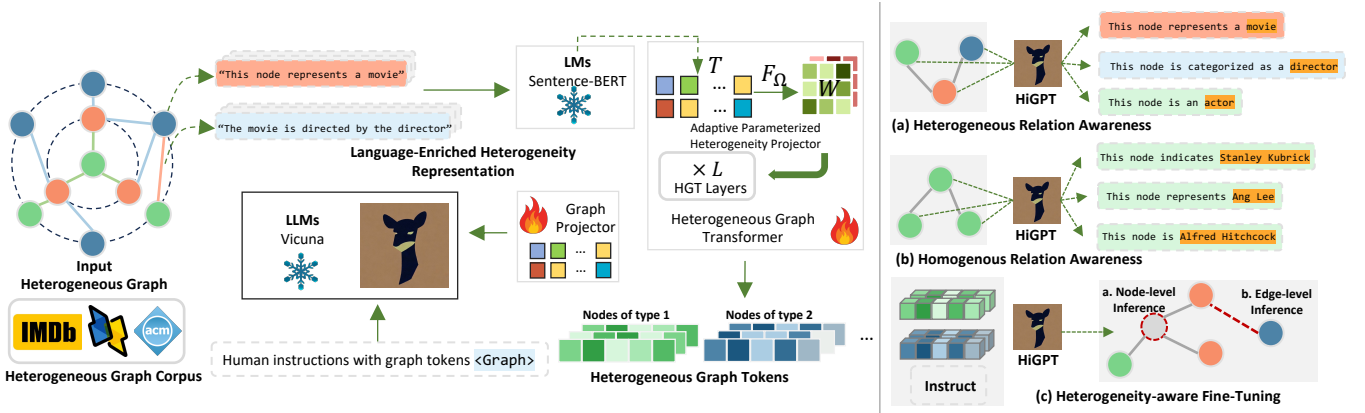 "This node represents a movie"
"The movie is directed by the director"
Language-Enriched Heterogeneity
Representation
LMs
Sentence-BERT
T
...
F_Ω
W
...
Adaptive Parameterized
Heterogeneity Projector
× L
HGT Layers
Heterogeneous Graph
Transformer
Input
Heterogeneous Graph
IMDb
acm
Heterogeneous Graph Corpus
LLMs
Vicuna
Graph
Projector
...
...
Human instructions with graph tokens <Graph>
Nodes of type 1
Nodes of type 2
...
Heterogeneous Graph Tokens
This node represents a movie
This node is categorized as a director
This node is an actor
HiGPT
(a) Heterogeneous Relation Awareness
This node indicates Stanley Kubrick
This node represents Ang Lee
This node is Alfred Hitchcock
HiGPT
(b) Homogenous Relation Awareness
Instruct
HiGPT
a. Node-level
Inference
b. Edge-level
Inference
(c) Heterogeneity-aware Fine-Tuning